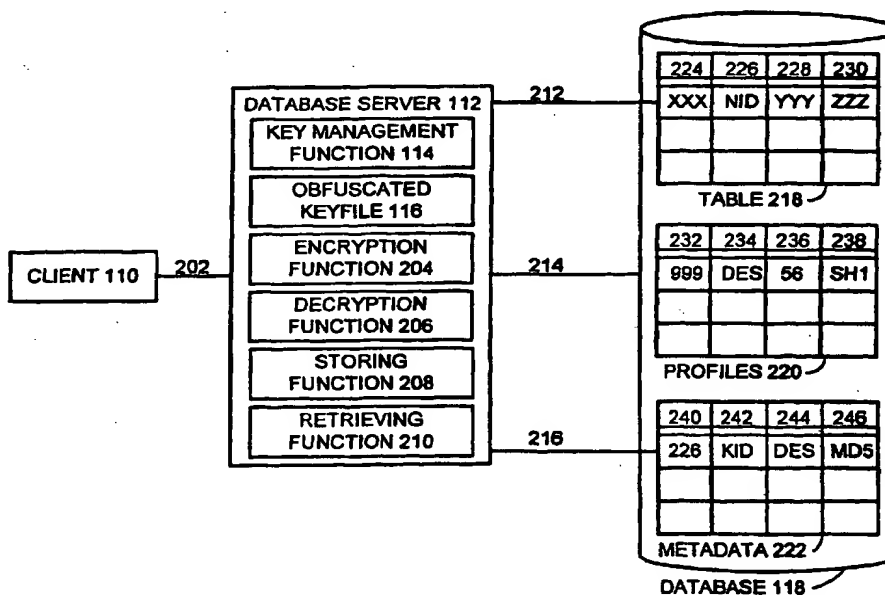 CLIENT 110
202
DATABASE SERVER 112
KEY MANAGEMENT
FUNCTION 114
OBFUSCATED
KEYFILE 116
ENCRYPTION
FUNCTION 204
DECRYPTION
FUNCTION 206
STORING
FUNCTION 208
RETRIEVING
FUNCTION 210
212
214
216
224 226 228 230
XXX NID YYY ZZZ
TABLE 218
232 234 236 238
999 DES 56 SH1
PROFILES 220
240 242 244 246
226 KID DES MD5
METADATA 222
DATABASE 118